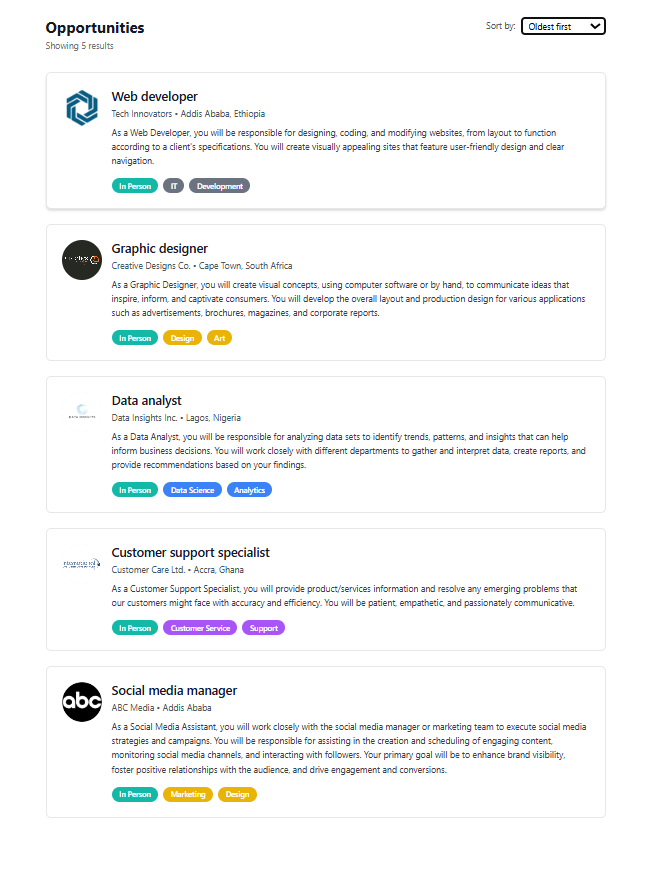 Opportunities
Sort by: Oldest first
Showing 5 results
Web developer
Tech Innovators • Addis Ababa, Ethiopia
As a Web Developer, you will be responsible for designing, coding, and modifying websites, from layout to function
according to a client's specifications. You will create visually appealing sites that feature user-friendly design and clear
navigation.
In Person IT Development
Graphic designer
Creative Designs Co. • Cape Town, South Africa
As a Graphic Designer, you will create visual concepts, using computer software or by hand, to communicate ideas that
inspire, inform, and captivate consumers. You will develop the overall layout and production design for various applications
such as advertisements, brochures, magazines, and corporate reports.
In Person Design Art
Data analyst
Data Insights Inc. • Lagos, Nigeria
As a Data Analyst, you will be responsible for analyzing data sets to identify trends, patterns, and insights that can help
inform business decisions. You will work closely with different departments to gather and interpret data, create reports, and
provide recommendations based on your findings.
In Person Data Science Analytics
Customer support specialist
Customer Care Ltd. • Accra, Ghana
As a Customer Support Specialist, you will provide product/services information and resolve any emerging problems that
our customers might face with accuracy and efficiency. You will be patient, empathetic, and passionately communicative.
In Person Customer Service Support
abc
Social media manager
ABC Media • Addis Ababa
As a Social Media Assistant, you will work closely with the social media manager or marketing team to execute social media
strategies and campaigns. You will be responsible for assisting in the creation and scheduling of engaging content,
monitoring social media channels, and interacting with followers. Your primary goal will be to enhance brand visibility,
foster positive relationships with the audience, and drive engagement and conversions.
In Person Marketing Design